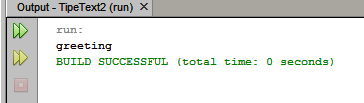 Output - TipeText2 (run) ×
run:
greeting
BUILD SUCCESSFUL (total time: 0 seconds)